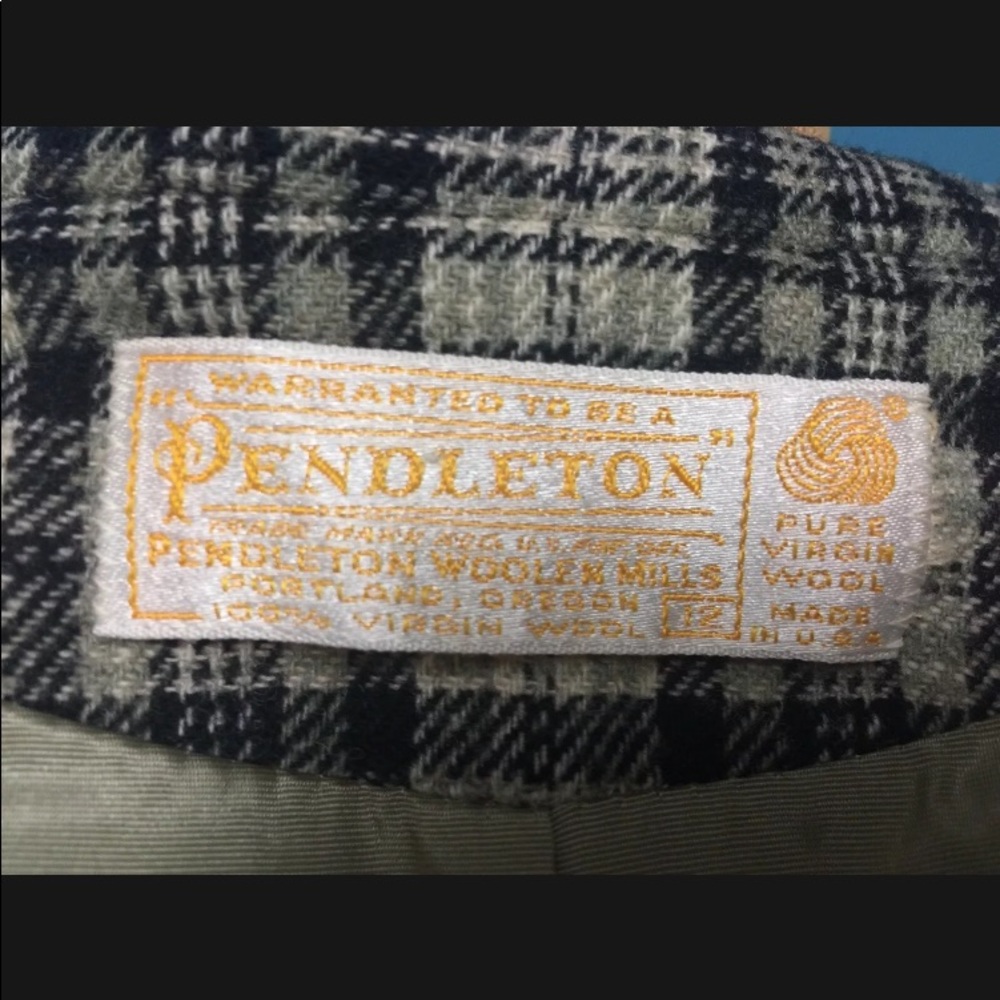 WARRANTED TO BE A
"PENDLETON"
TRADE MARK REG. U.S. PAT. OFF.
PENDLETON WOOLEN MILLS
PORTLAND, OREGON
100% VIRGIN WOOL 12
®
PURE
VIRGIN
WOOL
MADE
IN U.S.A.